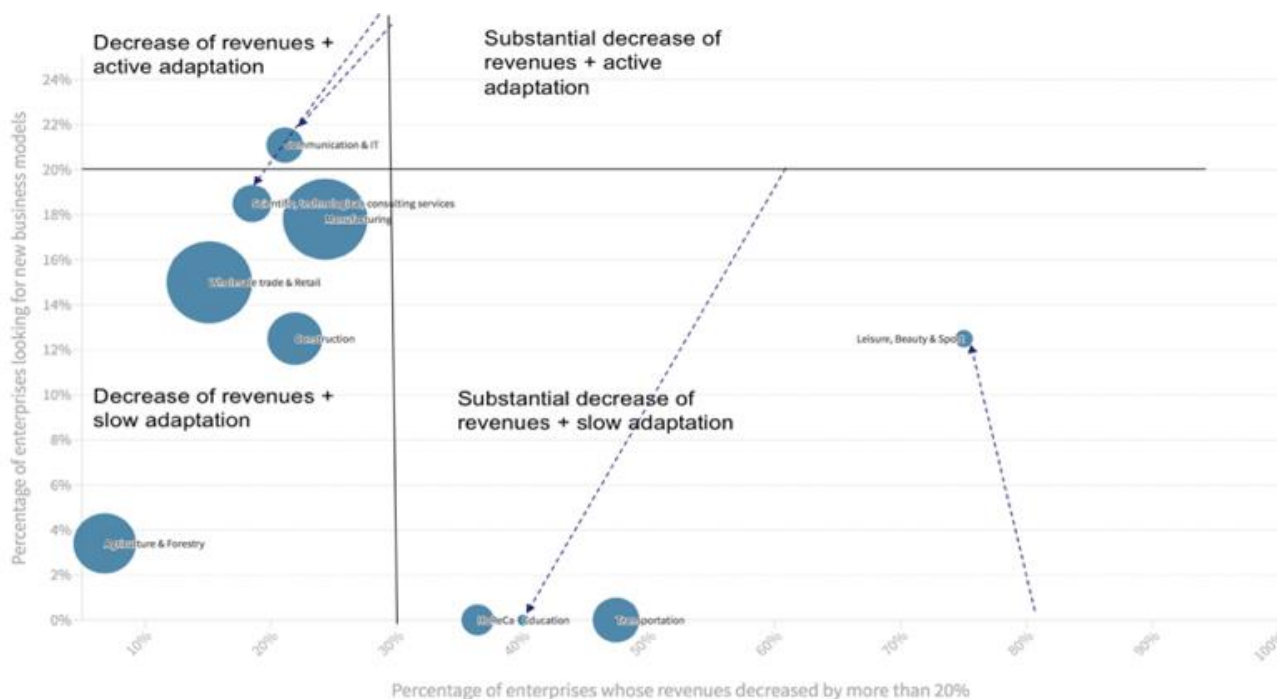 Decrease of revenues +
active adaptation
Substantial decrease of
revenues + active
adaptation
Percentage of enterprises looking for new business models
24%
22%
20%
18%
16%
14%
12%
10%
8%
6%
4%
2%
0%
Communication & IT
Scientific, technological, consulting services
Manufacturing
Wholesale trade & Retail
Construction
Leisure, Beauty & Sport
Decrease of revenues +
slow adaptation
Substantial decrease of
revenues + slow adaptation
Agriculture & Forestry
HoReCa
Education
Transportation
10%
20%
30%
40%
50%
60%
70%
80%
90%
100%
Percentage of enterprises whose revenues decreased by more than 20%